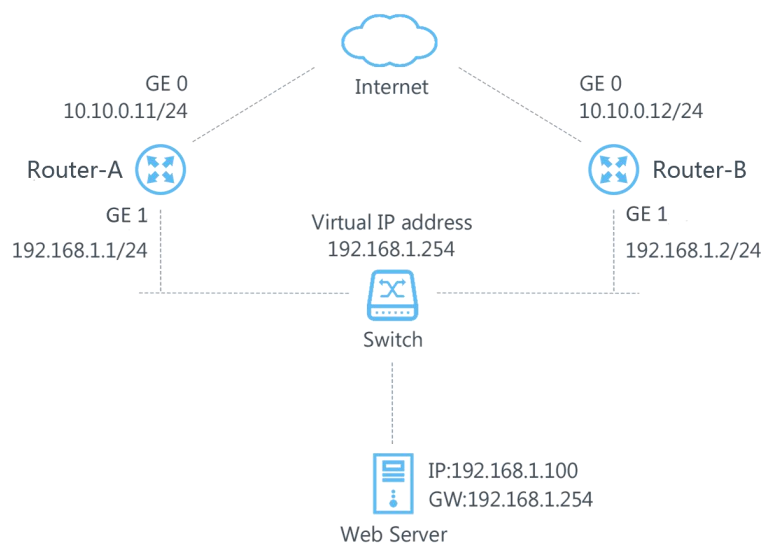 Internet
GE 0
10.10.0.11/24
GE 0
10.10.0.12/24
Router-A
Router-B
GE 1
192.168.1.1/24
Virtual IP address
192.168.1.254
GE 1
192.168.1.2/24
Switch
IP:192.168.1.100
GW:192.168.1.254
Web Server